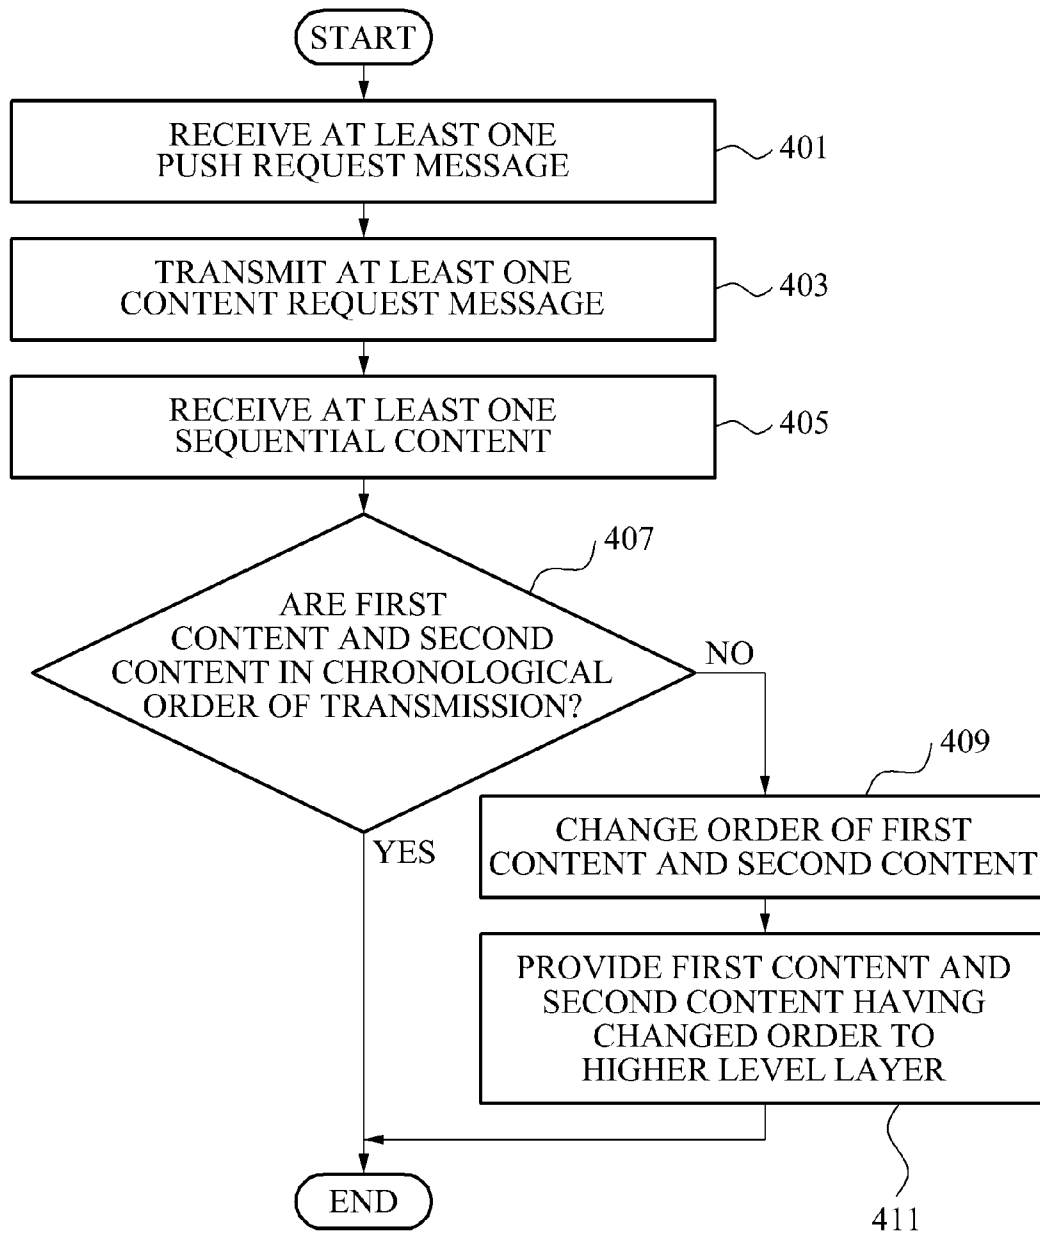 START
RECEIVE AT LEAST ONE
PUSH REQUEST MESSAGE
401
TRANSMIT AT LEAST ONE
CONTENT REQUEST MESSAGE
403
RECEIVE AT LEAST ONE
SEQUENTIAL CONTENT
405
407
ARE FIRST
CONTENT AND SECOND
CONTENT IN CHRONOLOGICAL
ORDER OF TRANSMISSION?
NO
409
CHANGE ORDER OF FIRST
CONTENT AND SECOND CONTENT
YES
PROVIDE FIRST CONTENT AND
SECOND CONTENT HAVING
CHANGED ORDER TO
HIGHER LEVEL LAYER
411
END